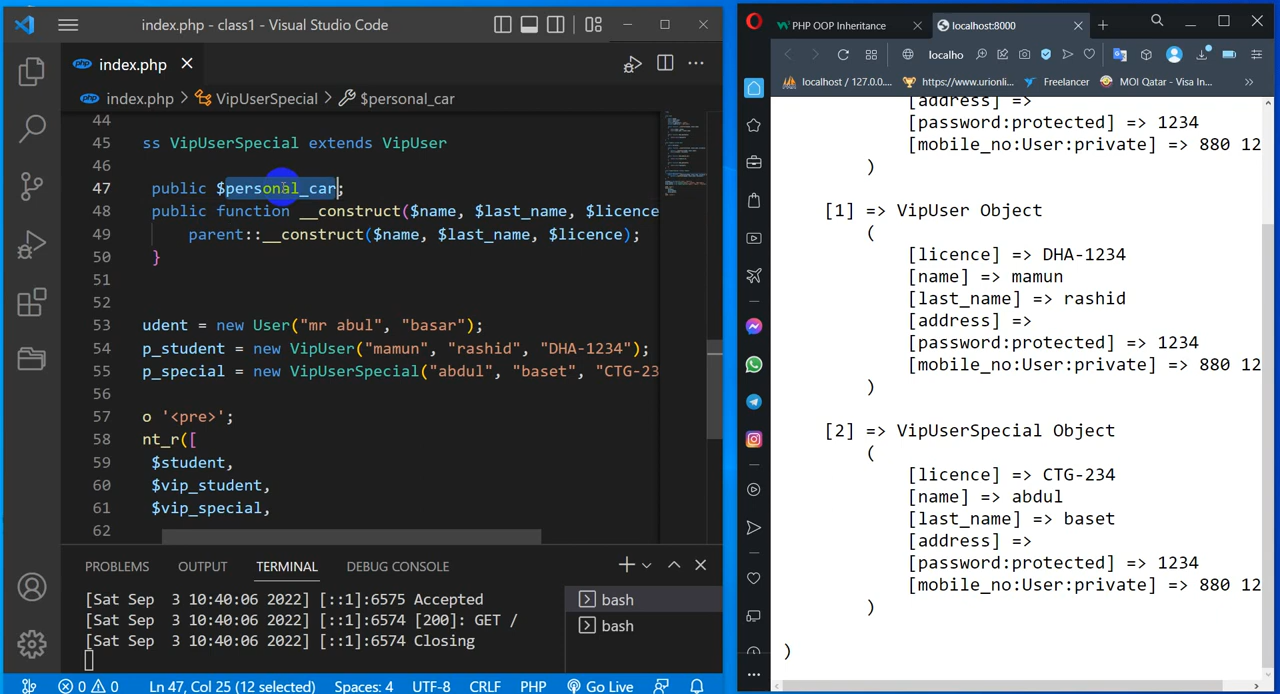 index.php - class1 - Visual Studio Code
index.php
index.php > VipUserSpecial > $personal_car
44
45 ss VipUserSpecial extends VipUser
46
47 public $personal_car;
48 public function __construct($name, $last_name, $licence
49 parent::__construct($name, $last_name, $licence);
50 }
51
52
53 udent = new User("mr abul", "basar");
54 p_student = new VipUser("mamun", "rashid", "DHA-1234");
55 p_special = new VipUserSpecial("abdul", "baset", "CTG-23
56
57 o '<pre>';
58 nt_r([
59 $student,
60 $vip_student,
61 $vip_special,
62
PROBLEMS OUTPUT TERMINAL DEBUG CONSOLE
[Sat Sep  3 10:40:06 2022] [::1]:6575 Accepted
[Sat Sep  3 10:40:06 2022] [::1]:6574 [200]: GET /
[Sat Sep  3 10:40:06 2022] [::1]:6574 Closing
bash
bash
0 0 Ln 47, Col 25 (12 selected) Spaces: 4 UTF-8 CRLF PHP Go Live
PHP OOP Inheritance
localhost:8000
localho
localhost / 127.0.0.... https://www.urionli... Freelancer MOI Qatar - Visa In...
[address] =>
[password:protected] => 1234
[mobile_no:User:private] => 880 12
)
[1] => VipUser Object
(
[licence] => DHA-1234
[name] => mamun
[last_name] => rashid
[address] =>
[password:protected] => 1234
[mobile_no:User:private] => 880 12
)
[2] => VipUserSpecial Object
(
[licence] => CTG-234
[name] => abdul
[last_name] => baset
[address] =>
[password:protected] => 1234
[mobile_no:User:private] => 880 12
)
)